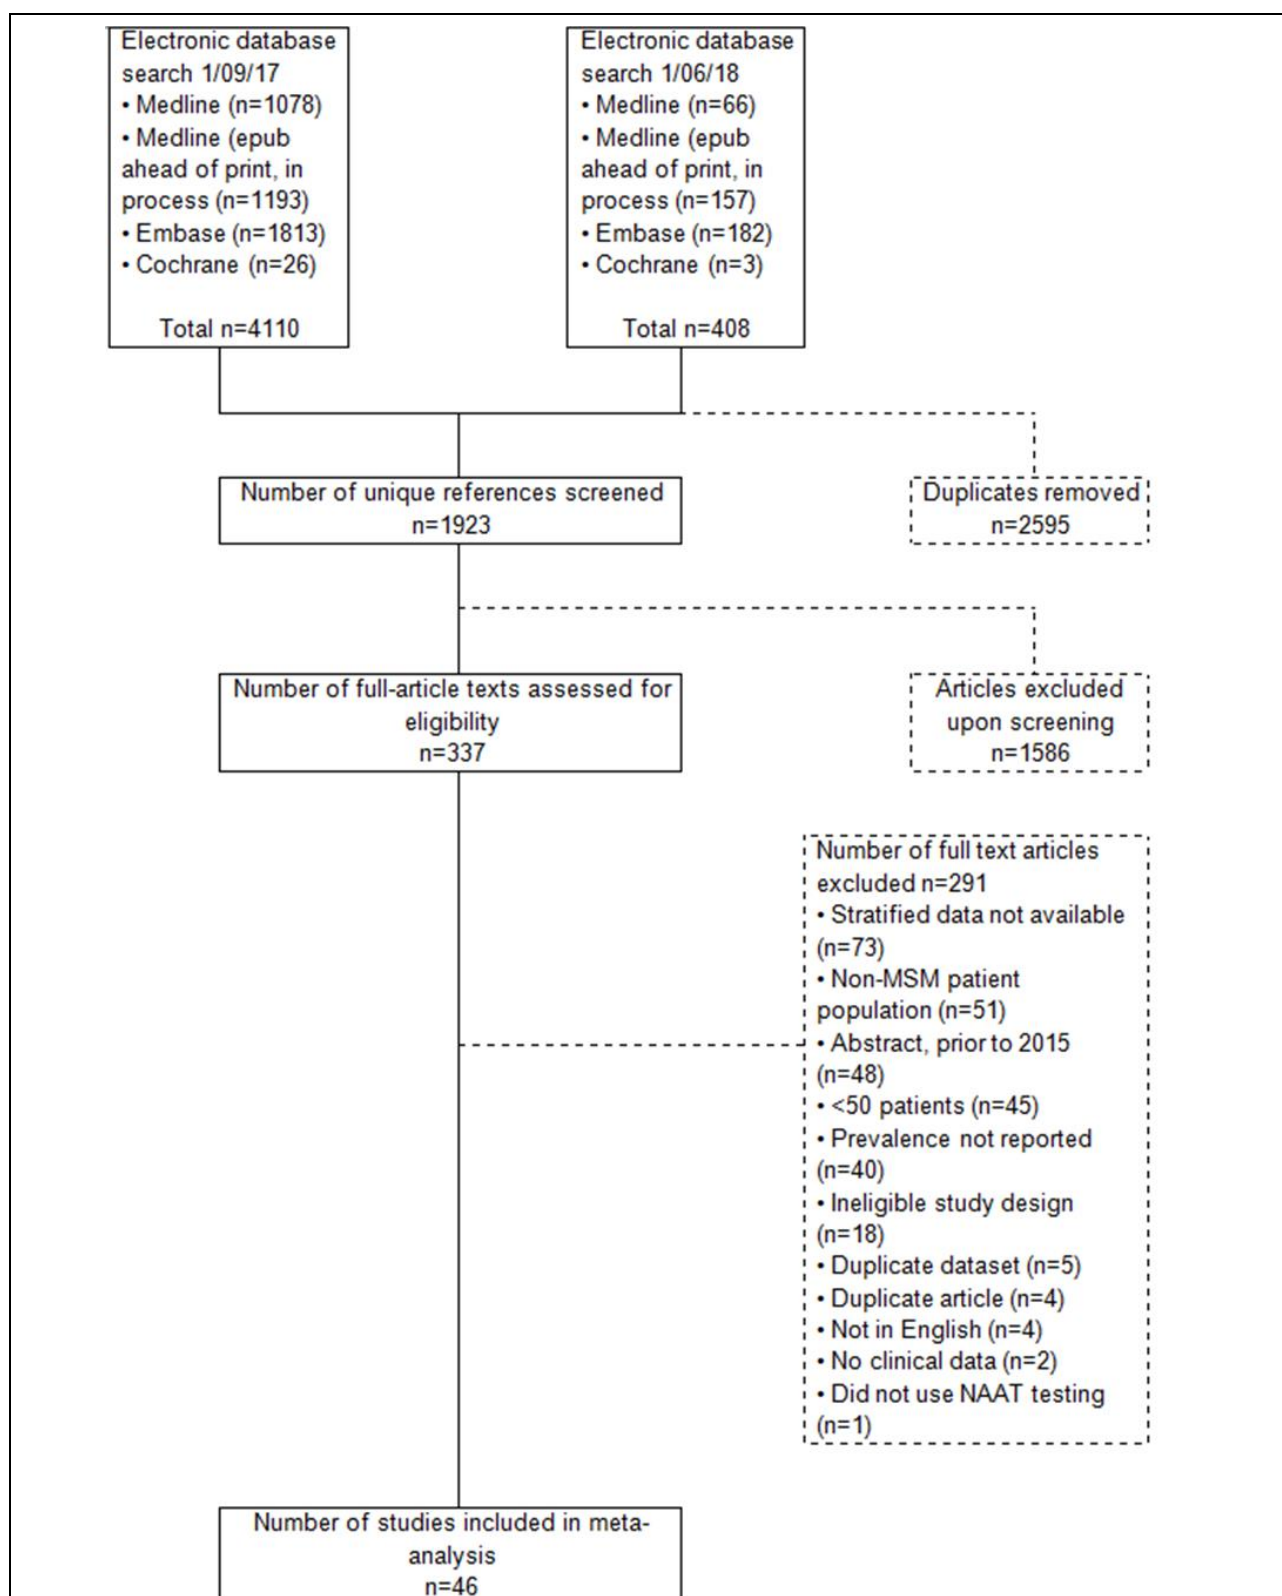 Electronic database
search 1/09/17
• Medline (n=1078)
• Medline (epub
ahead of print, in
process (n=1193)
• Embase (n=1813)
• Cochrane (n=26)
Total n=4110
Electronic database
search 1/06/18
• Medline (n=66)
• Medline (epub
ahead of print, in
process (n=157)
• Embase (n=182)
• Cochrane (n=3)
Total n=408
Number of unique references screened
n=1923
Duplicates removed
n=2595
Number of full-article texts assessed for
eligibility
n=337
Articles excluded
upon screening
n=1586
Number of full text articles
excluded n=291
• Stratified data not available
(n=73)
• Non-MSM patient
population (n=51)
• Abstract, prior to 2015
(n=48)
• <50 patients (n=45)
• Prevalence not reported
(n=40)
• Ineligible study design
(n=18)
• Duplicate dataset (n=5)
• Duplicate article (n=4)
• Not in English (n=4)
• No clinical data (n=2)
• Did not use NAAT testing
(n=1)
Number of studies included in meta-
analysis
n=46